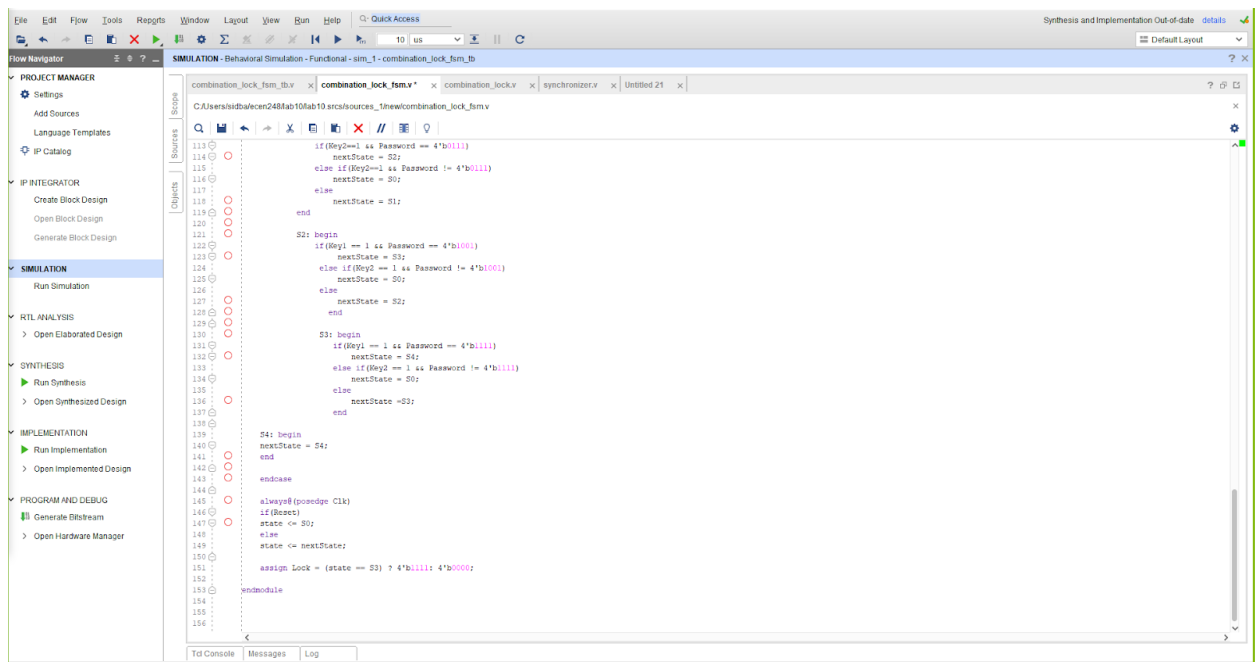 File Edit Flow Tools Reports Window Layout View Run Help Quick Access
Synthesis and Implementation Out-of-date details
10 us
Default Layout
Flow Navigator
SIMULATION - Behavioral Simulation - Functional - sim_1 - combination_lock_fsm_tb
PROJECT MANAGER
Settings
Add Sources
Language Templates
IP Catalog
IP INTEGRATOR
Create Block Design
Open Block Design
Generate Block Design
SIMULATION
Run Simulation
RTL ANALYSIS
Open Elaborated Design
SYNTHESIS
Run Synthesis
Open Synthesized Design
IMPLEMENTATION
Run Implementation
Open Implemented Design
PROGRAM AND DEBUG
Generate Bitstream
Open Hardware Manager
Scope
Sources
Objects
combination_lock_fsm_tb.v x combination_lock_fsm.v * x combination_lock.v x synchronizer.v x Untitled 21 x
C:/Users/sidba/ecen248/lab10/lab10.srcs/sources_1/new/combination_lock_fsm.v
113 if(Key2==1 && Password == 4'b0111)
114 nextState = S2;
115 else if(Key2==1 && Password != 4'b0111)
116 nextState = S0;
117 else
118 nextState = S1;
119 end
120
121 S2: begin
122 if(Key1 == 1 && Password == 4'b1001)
123 nextState = S3;
124 else if(Key2 == 1 && Password != 4'b1001)
125 nextState = S0;
126 else
127 nextState = S2;
128 end
129
130 S3: begin
131 if(Key1 == 1 && Password == 4'b1111)
132 nextState = S4;
133 else if(Key2 == 1 && Password != 4'b1111)
134 nextState = S0;
135 else
136 nextState =S3;
137 end
138
139 S4: begin
140 nextState = S4;
141 end
142
143 endcase
144
145 always@(posedge Clk)
146 if(Reset)
147 state <= S0;
148 else
149 state <= nextState;
150
151 assign Lock = (state == S3) ? 4'b1111: 4'b0000;
152
153 endmodule
154
155
156
Tcl Console Messages Log